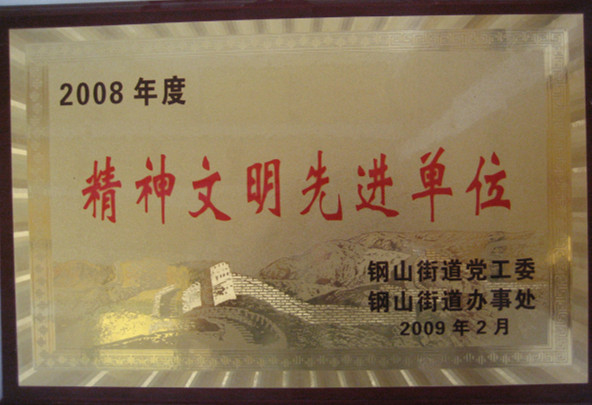 2008年度
精神文明先进单位
钢山街道党工委
钢山街道办事处
2009年2月